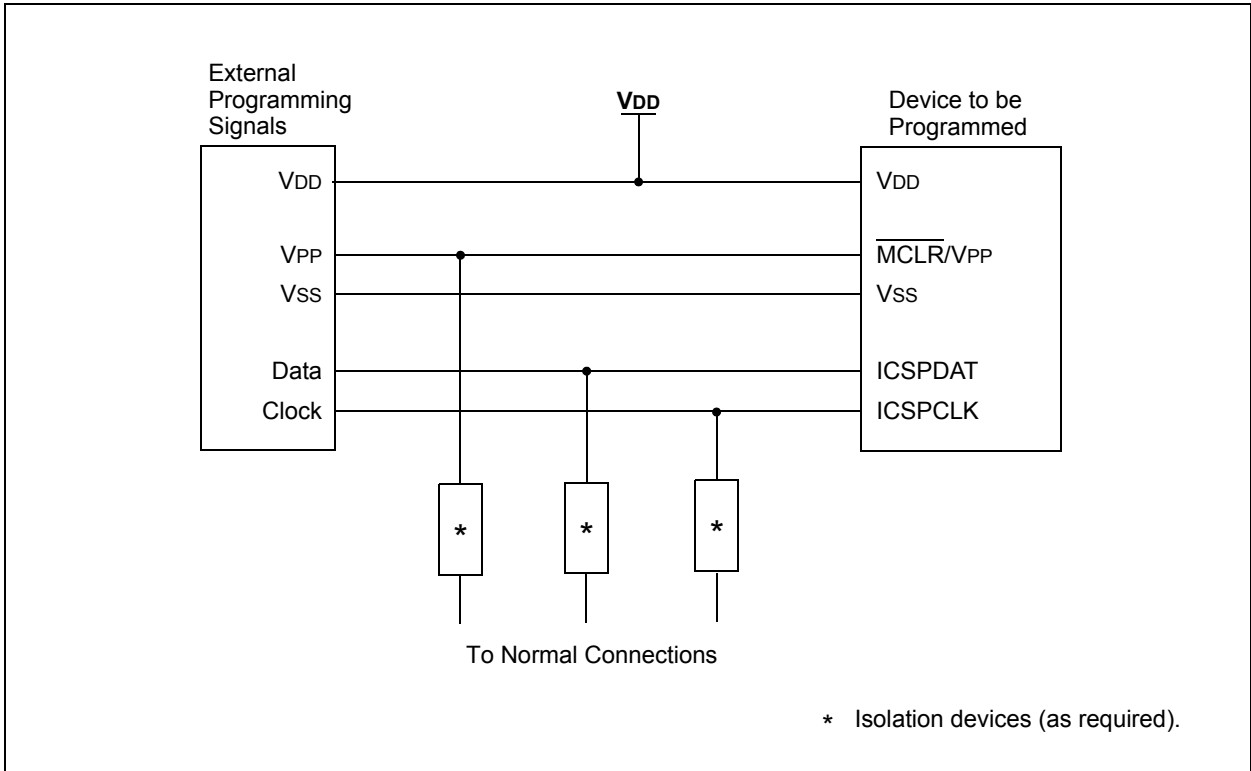 External
Programming
Signals
VDD
Device to be
Programmed
VDD
VDD
VPP
MCLR/VPP
VSS
VSS
Data
ICSPDAT
Clock
ICSPCLK
* * *
To Normal Connections
* Isolation devices (as required).